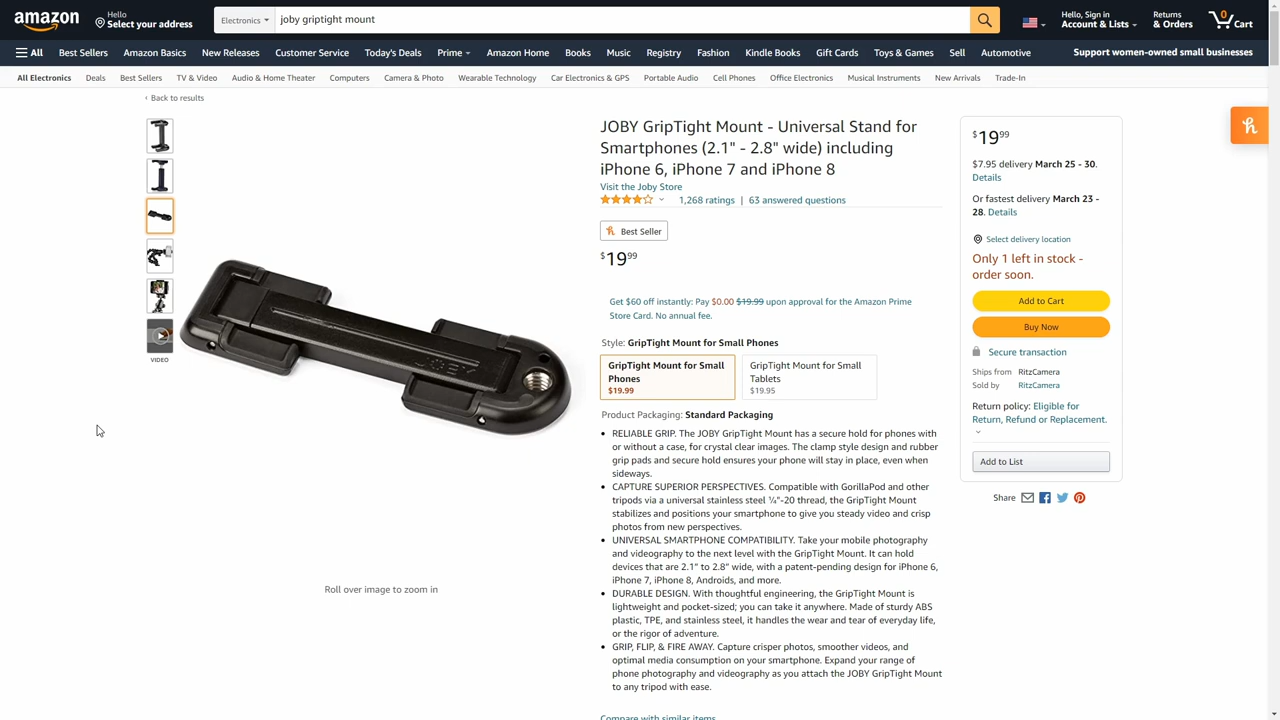 amazon
Hello
Select your address
Electronics
joby griptight mount
Hello, Sign in
Account & Lists
Returns
& Orders
0
Cart
All
Best Sellers
Amazon Basics
New Releases
Customer Service
Today's Deals
Prime
Amazon Home
Books
Music
Registry
Fashion
Kindle Books
Gift Cards
Toys & Games
Sell
Automotive
Support women-owned small businesses
All Electronics
Deals
Best Sellers
TV & Video
Audio & Home Theater
Computers
Camera & Photo
Wearable Technology
Car Electronics & GPS
Portable Audio
Cell Phones
Office Electronics
Musical Instruments
New Arrivals
Trade-In
‹ Back to results
VIDEO
JOBY
Roll over image to zoom in
JOBY GripTight Mount - Universal Stand for
Smartphones (2.1" - 2.8" wide) including
iPhone 6, iPhone 7 and iPhone 8
Visit the Joby Store
1,268 ratings | 63 answered questions
Best Seller
$19.99
Get $60 off instantly: Pay $0.00 $19.99 upon approval for the Amazon Prime
Store Card. No annual fee.
Style: GripTight Mount for Small Phones
GripTight Mount for Small
Phones
$19.99
GripTight Mount for Small
Tablets
$19.95
Product Packaging: Standard Packaging
• RELIABLE GRIP. The JOBY GripTight Mount has a secure hold for phones with
or without a case, for crystal clear images. The clamp style design and rubber
grip pads and secure hold ensures your phone will stay in place, even when
sideways.
• CAPTURE SUPERIOR PERSPECTIVES. Compatible with GorillaPod and other
tripods via a universal stainless steel ¼"-20 thread, the GripTight Mount
stabilizes and positions your smartphone to give you steady video and crisp
photos from new perspectives.
• UNIVERSAL SMARTPHONE COMPATIBILITY. Take your mobile photography
and videography to the next level with the GripTight Mount. It can hold
devices that are 2.1" to 2.8" wide, with a patent-pending design for iPhone 6,
iPhone 7, iPhone 8, Androids, and more.
• DURABLE DESIGN. With thoughtful engineering, the GripTight Mount is
lightweight and pocket-sized; you can take it anywhere. Made of sturdy ABS
plastic, TPE, and stainless steel, it handles the wear and tear of everyday life,
or the rigor of adventure.
• GRIP, FLIP, & FIRE AWAY. Capture crisper photos, smoother videos, and
optimal media consumption on your smartphone. Expand your range of
phone photography and videography as you attach the JOBY GripTight Mount
to any tripod with ease.
Compare with similar items
$19.99
$7.95 delivery March 25 - 30.
Details
Or fastest delivery March 23 -
28. Details
Select delivery location
Only 1 left in stock -
order soon.
Add to Cart
Buy Now
Secure transaction
Ships from RitzCamera
Sold by RitzCamera
Return policy: Eligible for
Return, Refund or Replacement.
Add to List
Share